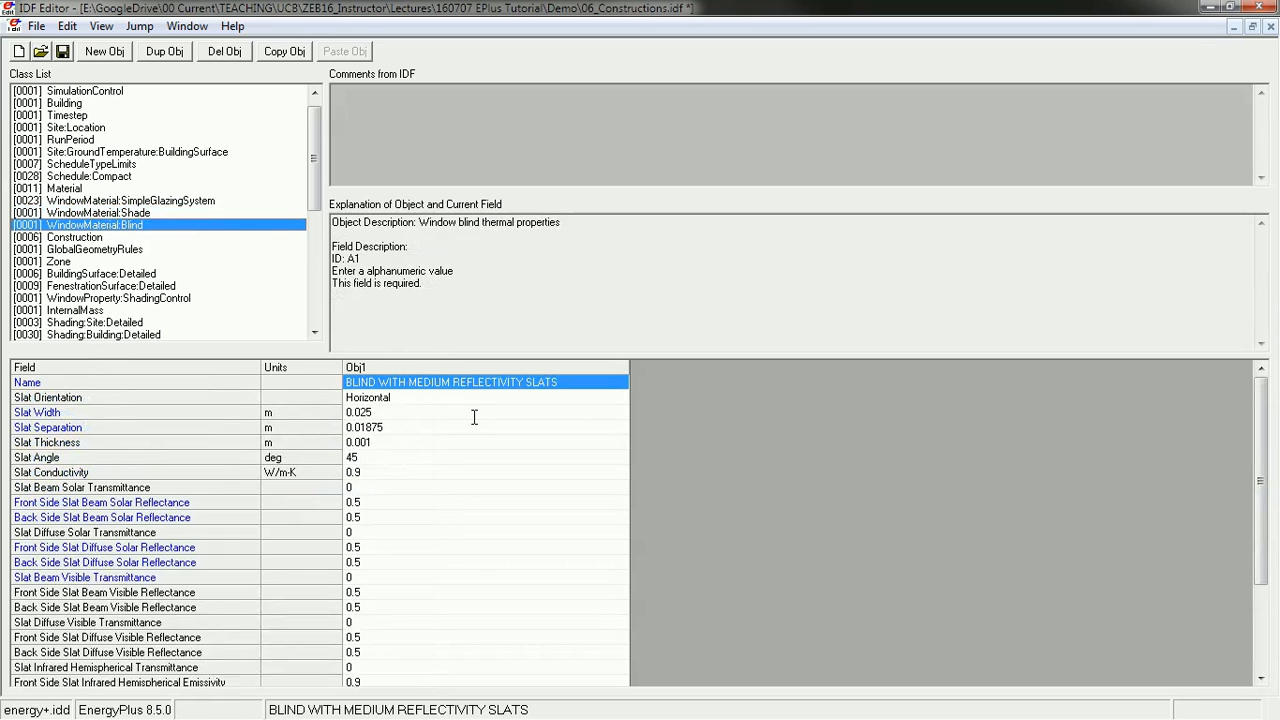 IDF Editor - [E:\GoogleDrive\00 Current\TEACHING\UCB\ZEB16_Instructor\Lectures\160707 EPlus Tutorial\Demo\06_Constructions.idf *]
File Edit View Jump Window Help
New Obj Dup Obj Del Obj Copy Obj Paste Obj
Class List
Comments from IDF
[0001] SimulationControl
[0001] Building
[0001] Timestep
[0001] Site:Location
[0001] RunPeriod
[0001] Site:GroundTemperature:BuildingSurface
[0007] ScheduleTypeLimits
[0028] Schedule:Compact
[0011] Material
[0023] WindowMaterial:SimpleGlazingSystem
[0001] WindowMaterial:Shade
[0001] WindowMaterial:Blind
[0006] Construction
[0001] GlobalGeometryRules
[0001] Zone
[0006] BuildingSurface:Detailed
[0009] FenestrationSurface:Detailed
[0001] WindowProperty:ShadingControl
[0001] InternalMass
[0003] Shading:Site:Detailed
[0030] Shading:Building:Detailed
Explanation of Object and Current Field
Object Description: Window blind thermal properties
Field Description:
ID: A1
Enter a alphanumeric value
This field is required.
Field Units Obj1
Name BLIND WITH MEDIUM REFLECTIVITY SLATS
Slat Orientation Horizontal
Slat Width m 0.025
Slat Separation m 0.01875
Slat Thickness m 0.001
Slat Angle deg 45
Slat Conductivity W/m-K 0.9
Slat Beam Solar Transmittance 0
Front Side Slat Beam Solar Reflectance 0.5
Back Side Slat Beam Solar Reflectance 0.5
Slat Diffuse Solar Transmittance 0
Front Side Slat Diffuse Solar Reflectance 0.5
Back Side Slat Diffuse Solar Reflectance 0.5
Slat Beam Visible Transmittance 0
Front Side Slat Beam Visible Reflectance 0.5
Back Side Slat Beam Visible Reflectance 0.5
Slat Diffuse Visible Transmittance 0
Front Side Slat Diffuse Visible Reflectance 0.5
Back Side Slat Diffuse Visible Reflectance 0.5
Slat Infrared Hemispherical Transmittance 0
Front Side Slat Infrared Hemispherical Emissivity 0.9
energy+.idd EnergyPlus 8.5.0 BLIND WITH MEDIUM REFLECTIVITY SLATS